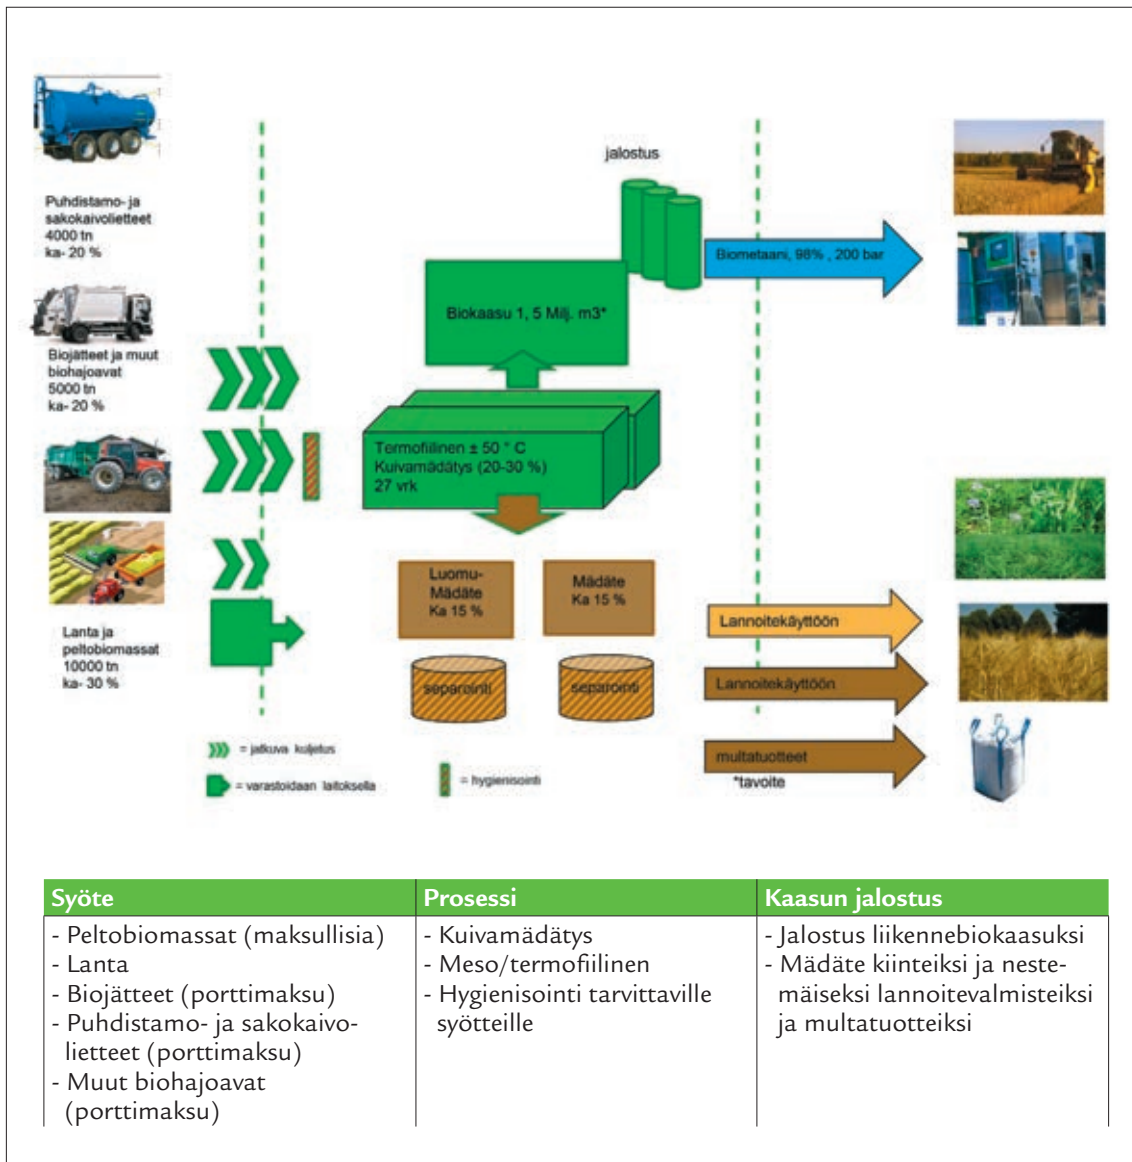 Puhdistamo- ja
sakokaivolietteet
4000 tn
ka- 20 %
Biojätteet ja muut
biohajoavat
5000 tn
ka- 20 %
Lanta ja
peltobiomassat
10000 tn
ka- 30 %
jalostus
Biokaasu 1, 5 Milj. m3*
Biometaani, 98% , 200 bar
Termofiilinen ± 50 ° C
Kuivamädätys (20-30 %)
27 vrk
Luomu-
Mädäte
Ka 15 %
Mädäte
Ka 15 %
separointi
separointi
Lannoitekäyttöön
Lannoitekäyttöön
multatuotteet
*tavoite
= jatkuva kuljetus
= varastoidaan laitoksella
= hygienisointi
Syöte
- Peltobiomassat (maksullisia)
- Lanta
- Biojätteet (porttimaksu)
- Puhdistamo- ja sakokaivo-
lietteet (porttimaksu)
- Muut biohajoavat
(porttimaksu)
Prosessi
- Kuivamädätys
- Meso/termofiilinen
- Hygienisointi tarvittaville
syötteille
Kaasun jalostus
- Jalostus liikennebiokaasuksi
- Mädäte kiinteiksi ja neste-
mäiseksi lannoitevalmisteiksi
ja multatuotteiksi